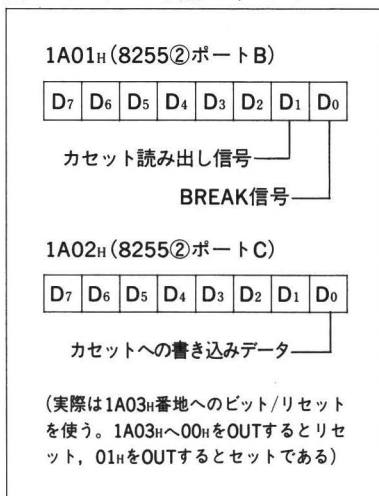 1A01H(8255②ポートB)
D7 D6 D5 D4 D3 D2 D1 D0
カセット読み出し信号
BREAK信号
1A02H(8255②ポートC)
D7 D6 D5 D4 D3 D2 D1 D0
カセットへの書き込みデータ
(実際は1A03H番地へのビット/リセット
を使う。1A03Hへ00HをOUTするとリセ
ット，01HをOUTするとセットである)